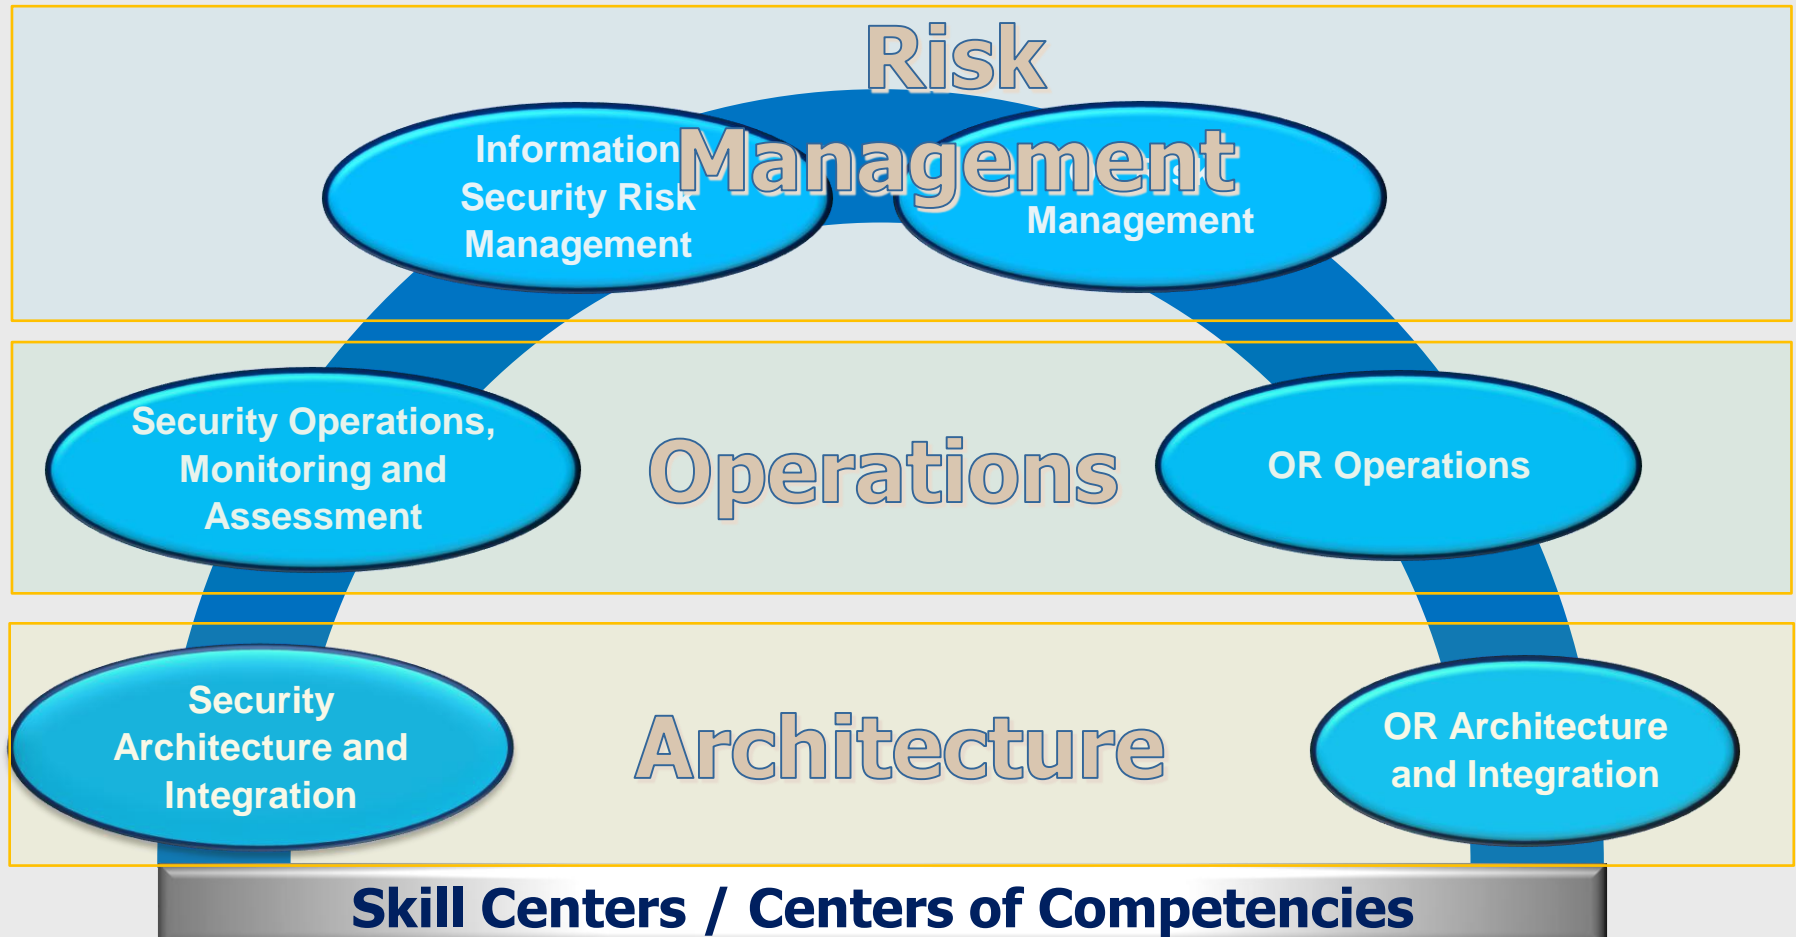 Risk
Management
Information
Security Risk
Management
Management
Security Operations,
Monitoring and
Assessment
Operations
OR Operations
Security
Architecture and
Integration
Architecture
OR Architecture
and Integration
Skill Centers / Centers of Competencies